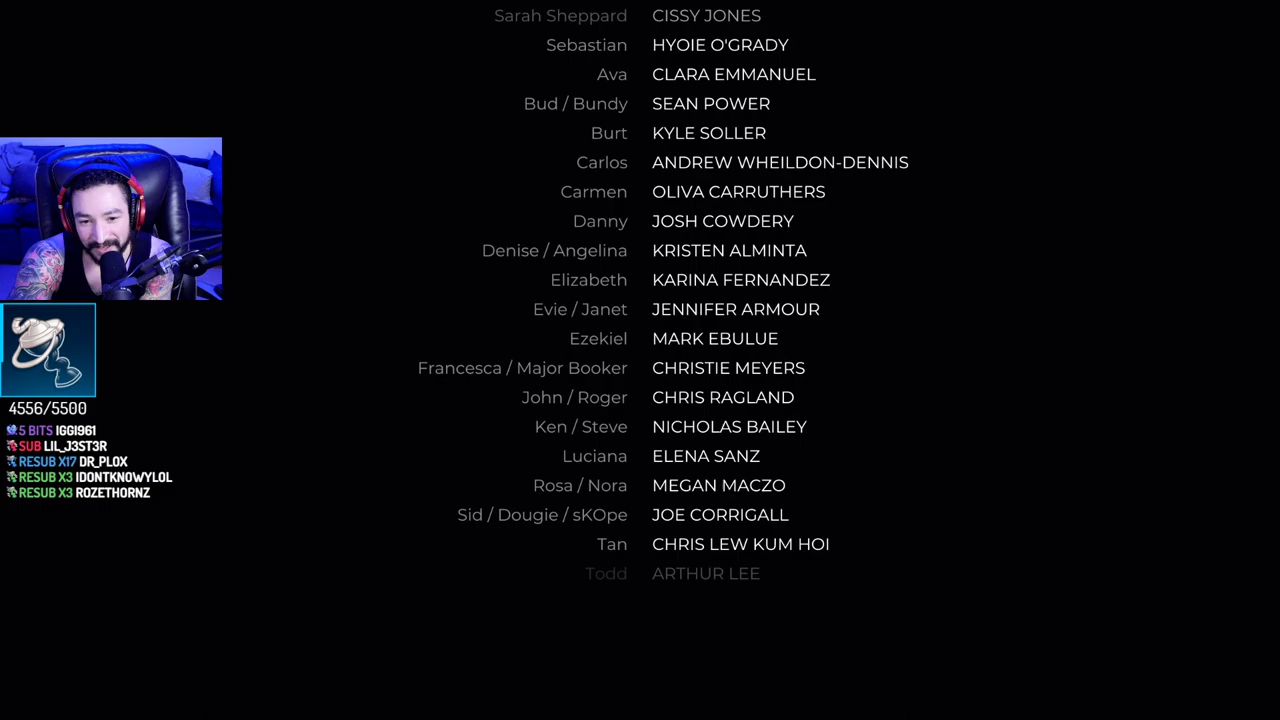 Sarah Sheppard CISSY JONES
Sebastian HYOIE O'GRADY
Ava CLARA EMMANUEL
Bud / Bundy SEAN POWER
Burt KYLE SOLLER
Carlos ANDREW WHEILDON-DENNIS
Carmen OLIVA CARRUTHERS
Danny JOSH COWDERY
Denise / Angelina KRISTEN ALMINTA
Elizabeth KARINA FERNANDEZ
Evie / Janet JENNIFER ARMOUR
Ezekiel MARK EBULUE
Francesca / Major Booker CHRISTIE MEYERS
John / Roger CHRIS RAGLAND
Ken / Steve NICHOLAS BAILEY
Luciana ELENA SANZ
Rosa / Nora MEGAN MACZO
Sid / Dougie / sKOpe JOE CORRIGALL
Tan CHRIS LEW KUM HOI
Todd ARTHUR LEE
4556/5500
5 BITS IGGI961
SUB LIL_J3ST3R
RESUB X17 DR_PLOX
RESUB X3 IDONTKNOWYLOL
RESUB X3 ROZETHORNZ